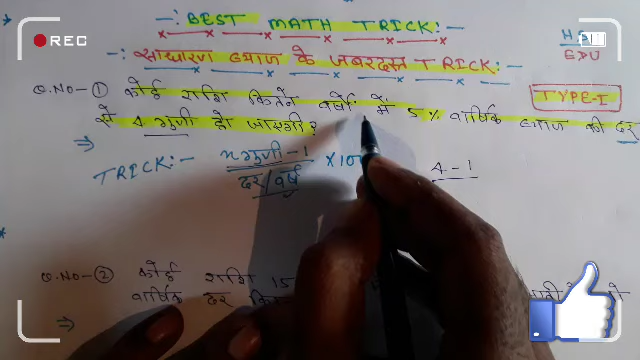 REC
-: BEST MATH TRICK :-
-: साधारण ब्याज के जबरदस्त TRICK :-
EDU
TYPE-I
Q.No-① कोई राशि कितने वर्षो में 5% वार्षिक ब्याज की दर
से 4 गुणी हो जाएगी?
TRICK:- n गुणी -1
दर/वर्ष
×100
4-1
⇒
Q.No-② कोई राशि 15
वार्षिक दर
⇒